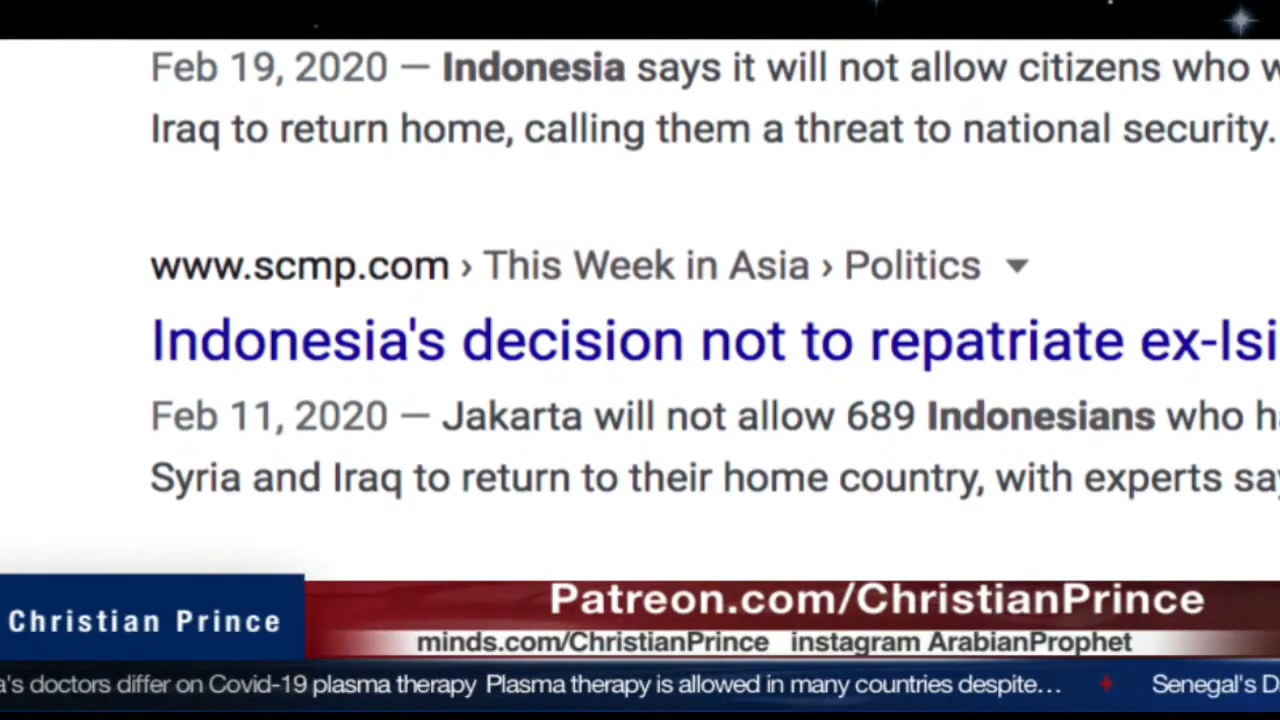 Feb 19, 2020 — Indonesia says it will not allow citizens who w
Iraq to return home, calling them a threat to national security.
www.scmp.com › This Week in Asia › Politics
Indonesia's decision not to repatriate ex-Isi
Feb 11, 2020 — Jakarta will not allow 689 Indonesians who ha
Syria and Iraq to return to their home country, with experts say
Christian Prince
Patreon.com/ChristianPrince
minds.com/ChristianPrince instagram ArabianProphet
a's doctors differ on Covid-19 plasma therapy Plasma therapy is allowed in many countries despite… Senegal's D